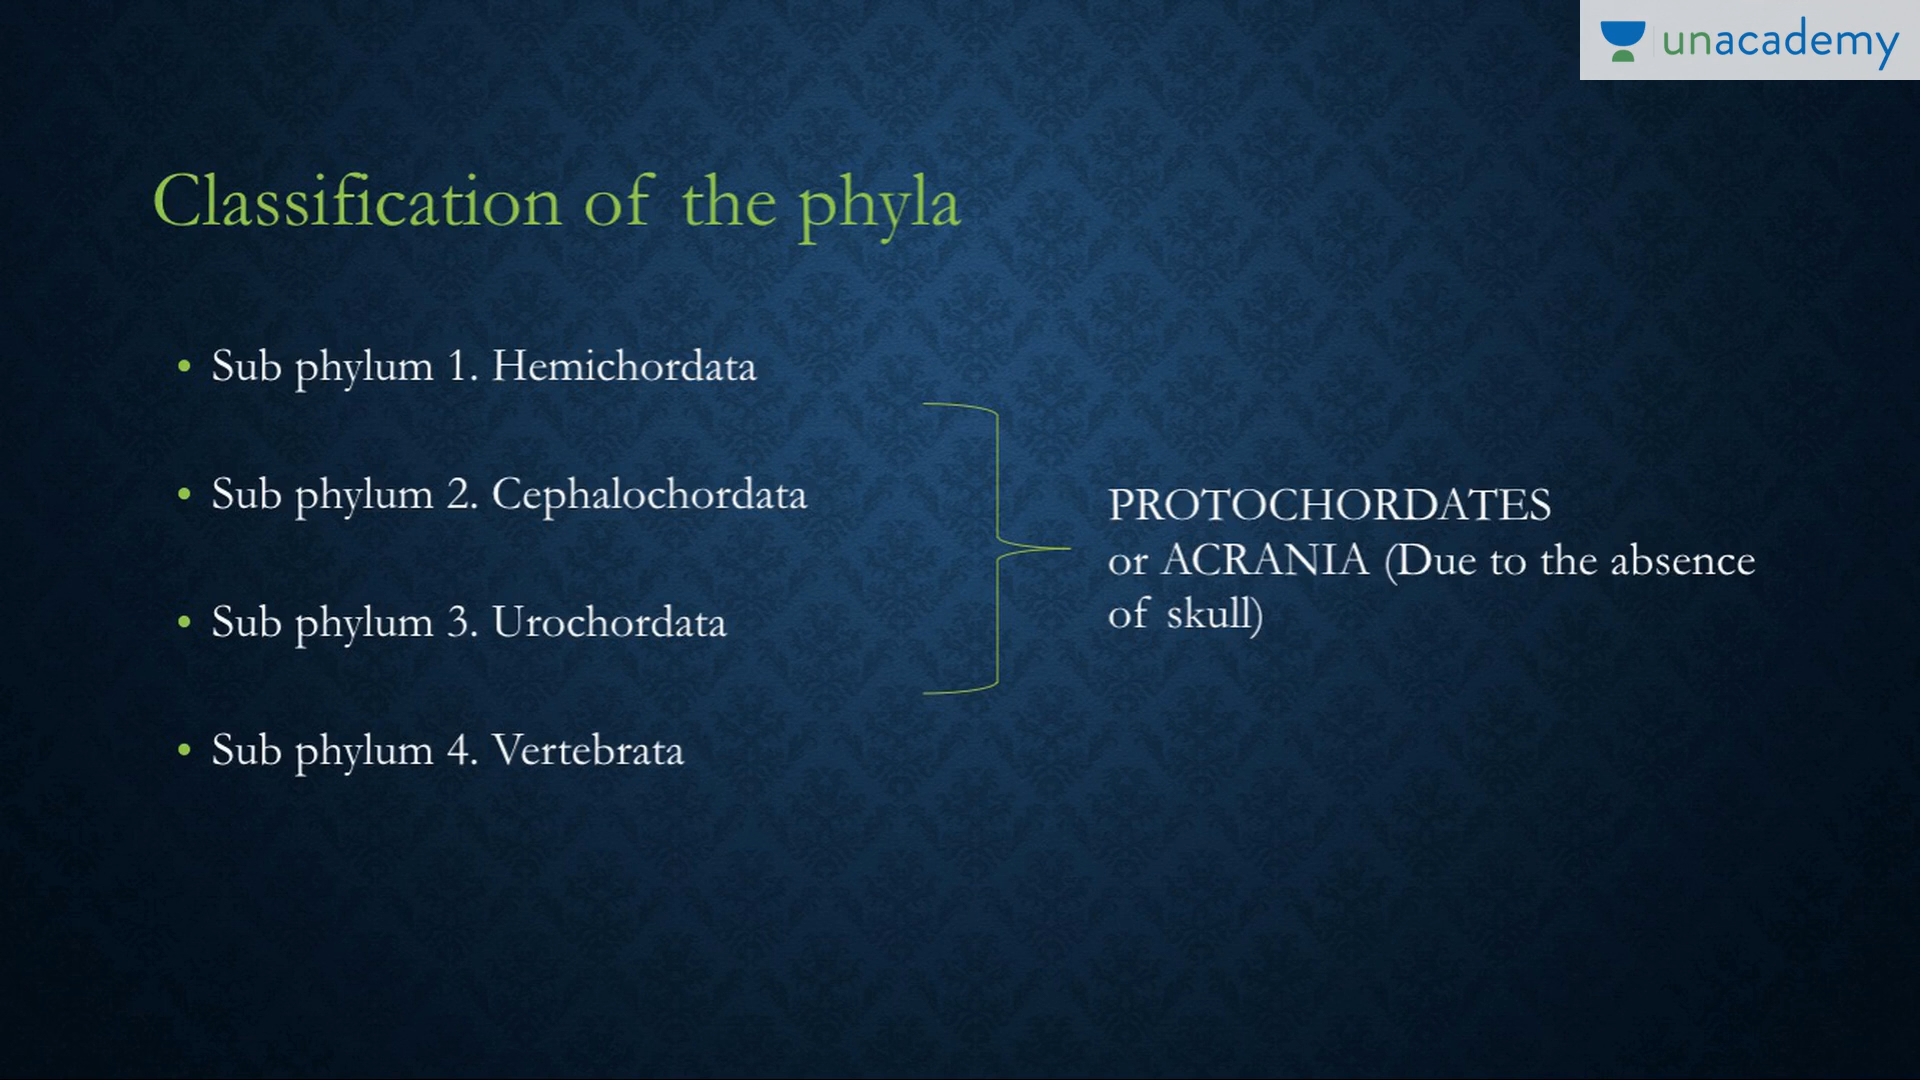 unacademy
Classification of the phyla
• Sub phylum 1. Hemichordata
• Sub phylum 2. Cephalochordata
• Sub phylum 3. Urochordata
• Sub phylum 4. Vertebrata
PROTOCHORDATES
or ACRANIA (Due to the absence
of skull)